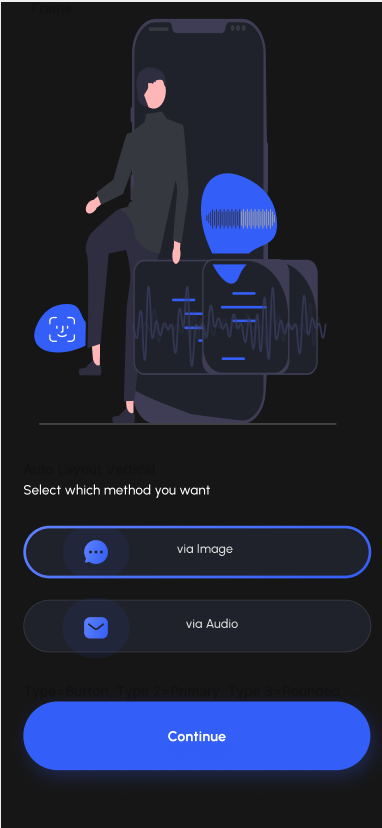 Frame
Auto Layout Vertical
Select which method you want
via Image
via Audio
Type=Button, Type 2=Primary, Type 3=Rounded
Continue